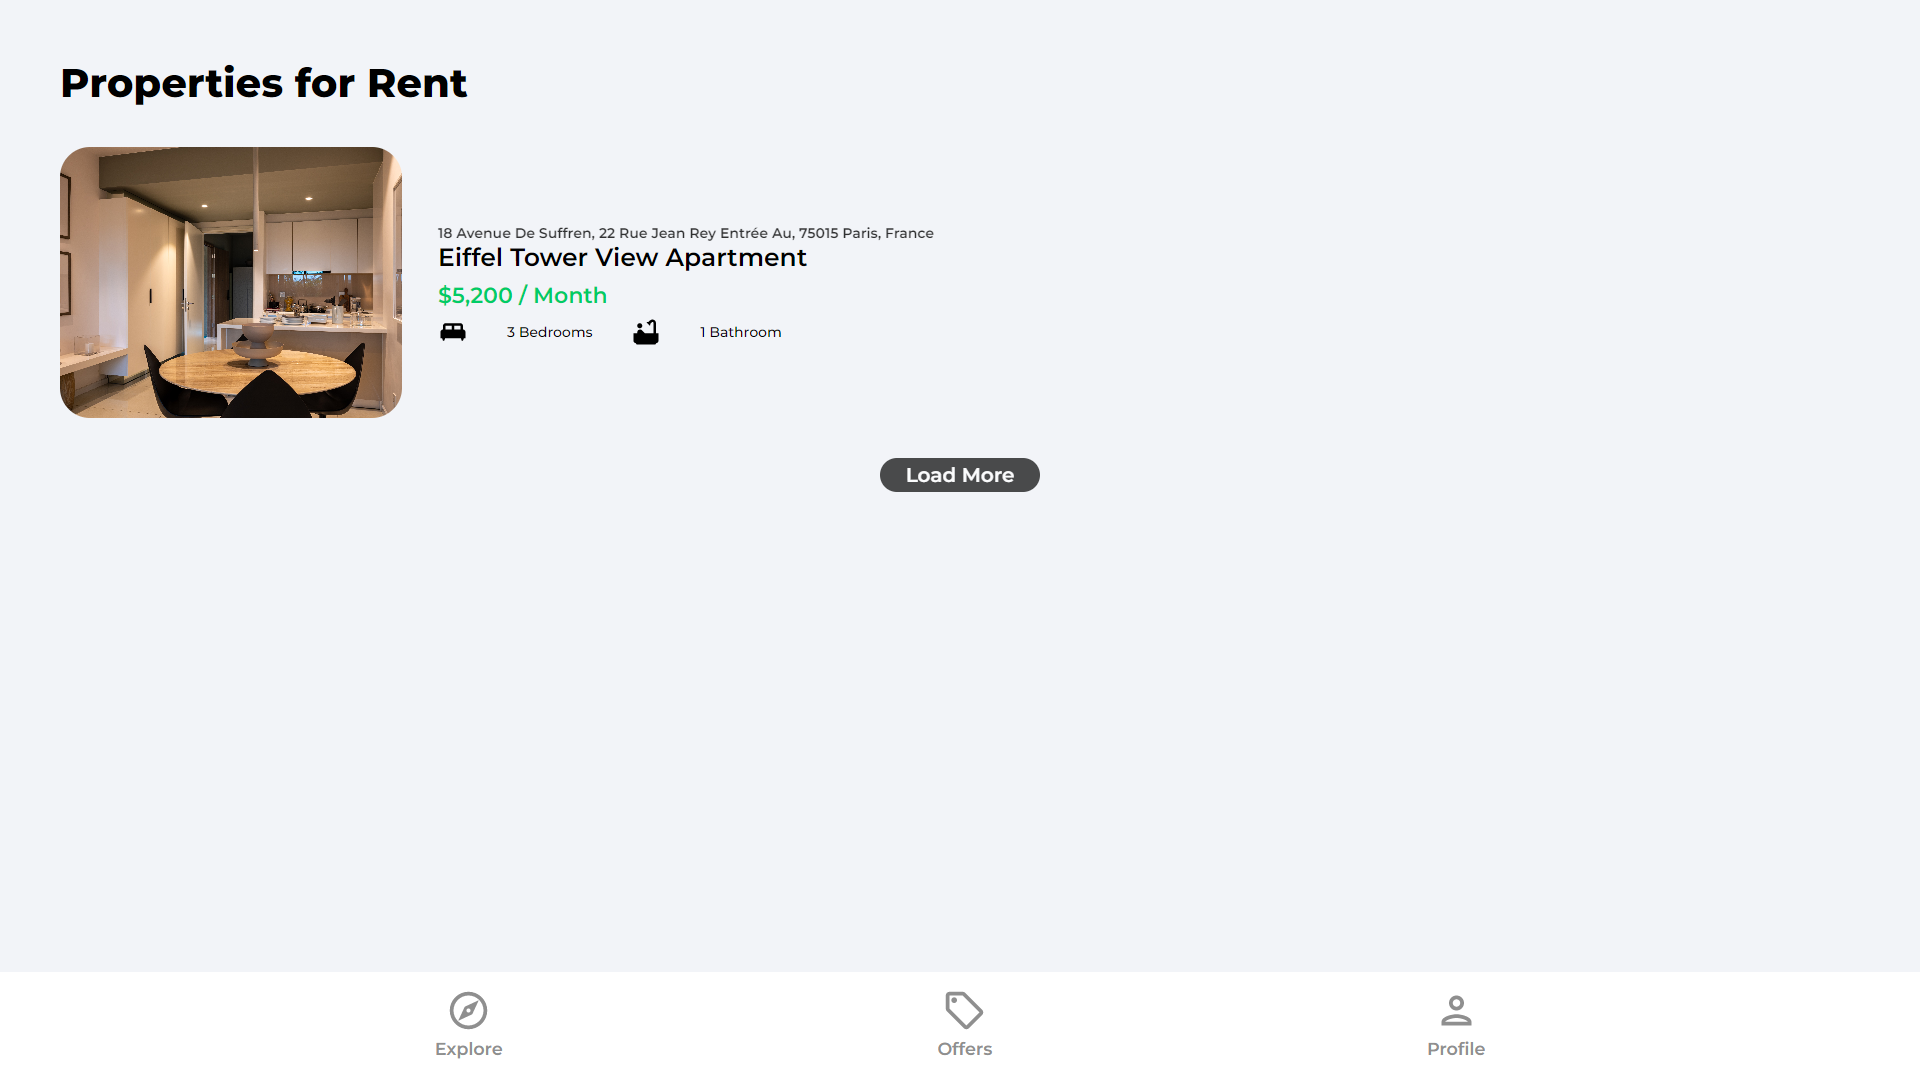 Properties for Rent
18 Avenue De Suffren, 22 Rue Jean Rey Entrée Au, 75015 Paris, France
Eiffel Tower View Apartment
$5,200 / Month
3 Bedrooms
1 Bathroom
Load More
Explore
Offers
Profile